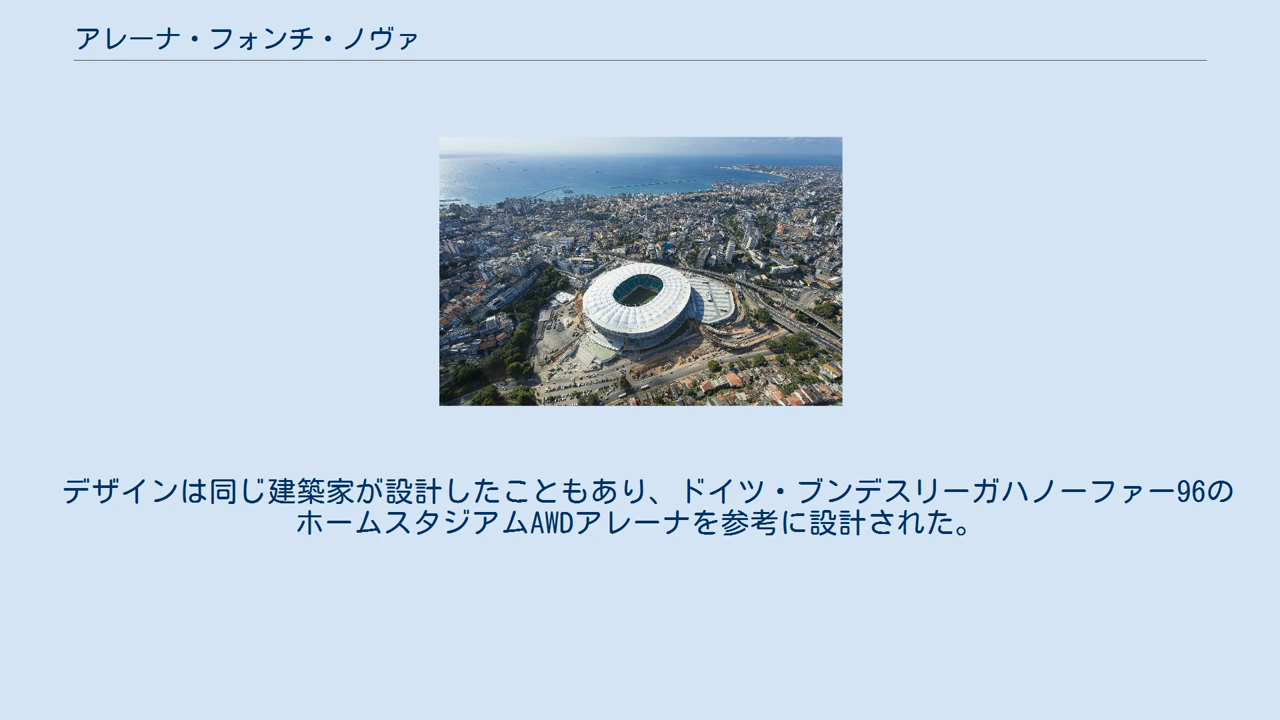 アレーナ・フォンチ・ノヴァ
デザインは同じ建築家が設計したこともあり、ドイツ・ブンデスリーガハノーファー96の
ホームスタジアムAWDアレーナを参考に設計された。